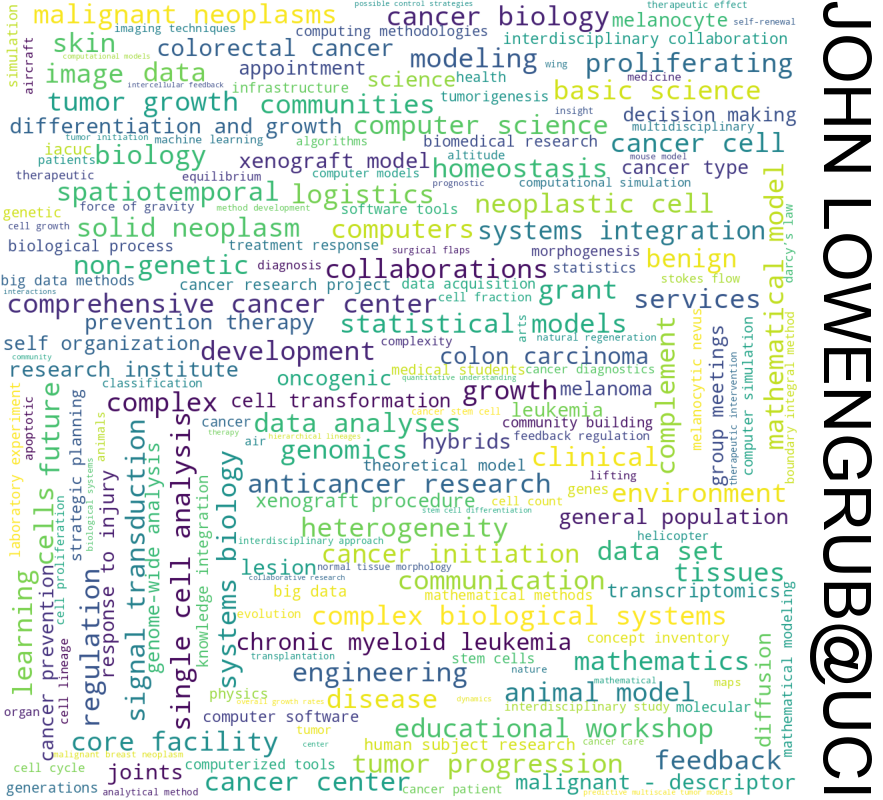 possible control strategies
therapeutic effect
malignant neoplasms
cancer biology
melanocyte
self-renewal
simulation
imaging techniques
computing methodologies
interdisciplinary collaboration
skin
colorectal cancer
aircraft
computational models
modeling
wing
proliferating
image data
appointment
science
health
medicine
intercellular feedback
infrastructure
basic science
tumor growth
communities
tumorigenesis
insight
decision making
differentiation and growth
computer science
multidisciplinary
tumor initiation
machine learning
algorithms
biomedical research
cancer cell
iacuc
patients
biology
xenograft model
altitude
mouse model
homeostasis
cancer type
therapeutic
equilibrium
computer models
prognostic
computational simulation
spatiotemporal
logistics
neoplastic cell
genetic
force of gravity
method development
software tools
cell growth
solid neoplasm
computers
systems integration
biological process
treatment response
surgical flaps
morphogenesis
benign
non-genetic
diagnosis
collaborations
statistics
big data methods
cancer research project
data acquisition
stokes flow
interactions
comprehensive cancer center
cell fraction
grant
services
prevention therapy
statistical models
arts
self organization
development
complexity
natural regeneration
community
colon carcinoma
research institute
classification
oncogenic
medical students
cancer diagnostics
quantitative understanding
complex
cell transformation
growth
melanoma
cancer stem cell
leukemia
cancer
data analyses
community building
therapy
air
hierarchical lineages
hybrids
feedback regulation
genomics
clinical
theoretical model
lifting
anticancer research
genes
environment
xenograft procedure
cell count
stem cell differentiation
general population
heterogeneity
helicopter
interdisciplinary approach
cancer initiation
data set
lesion
normal tissue morphology
tissues
collaborative research
communication
transcriptomics
big data
mathematical methods
evolution
complex biological systems
chronic myeloid leukemia
concept inventory
transplantation
stem cells
mathematics
nature
engineering
mathematical
maps
physics
overall growth rates
disease
dynamics
animal model
interdisciplinary study
molecular
organ
computer software
tumor
educational workshop
core facility
center
human subject research
cancer care
malignant breast neoplasm
feedback
cell cycle
joints
computerized tools
tumor progression
generations
analytical method
cancer center
cancer patient
malignant - descriptor
predictive multiscale tumor models
laboratory experiment
apoptotic
cells future
strategic planning
animals
biological systems
cell proliferation
learning
cancer prevention
cell lineage
regulation
response to injury
signal transduction
genome-wide analysis
single cell analysis
knowledge integration
systems biology
complement
melanocytic nevus
group meetings
therapeutic intervention
computer simulation
mathematical model
darcy's law
boundary integral method
diffusion
mathematical modeling
JOHN LOWENGRUB@UCI